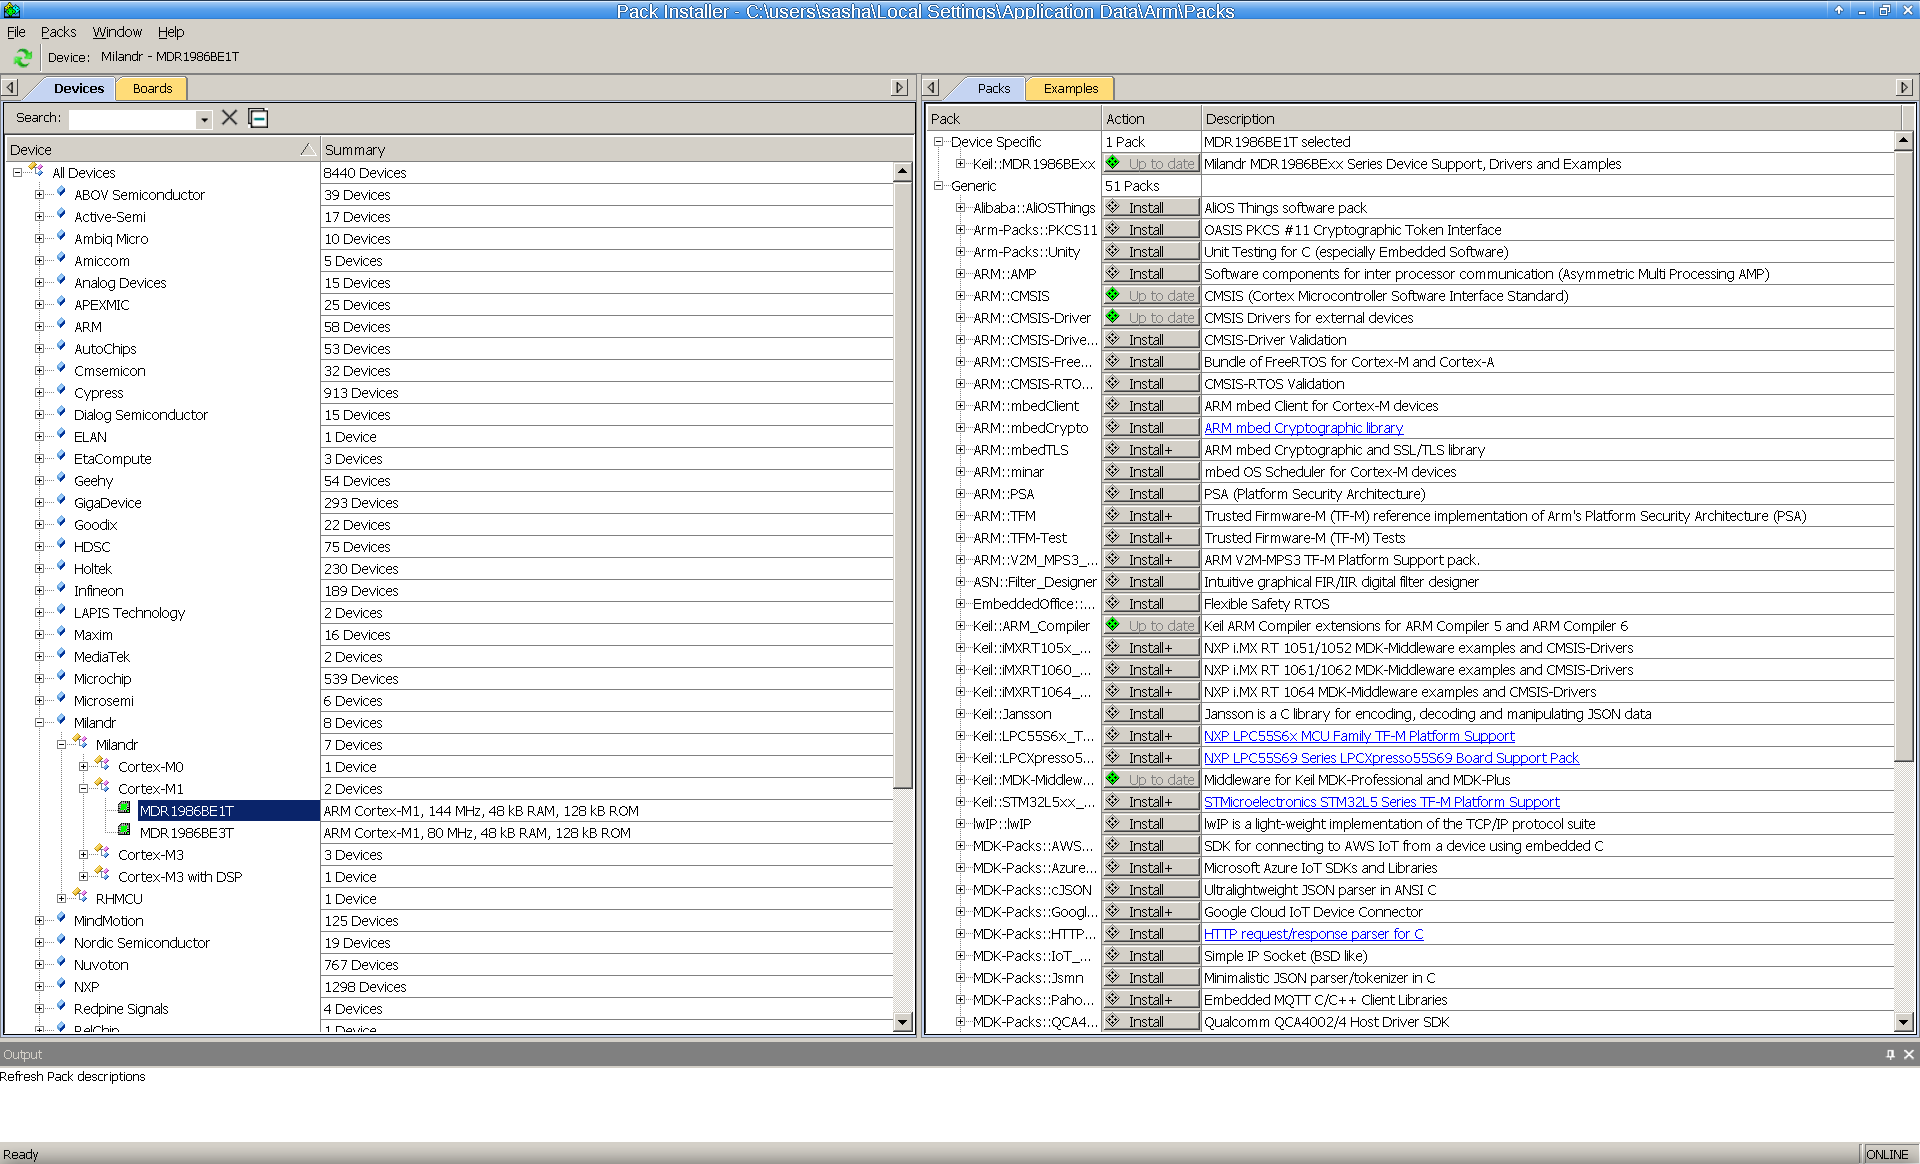 Pack Installer - C:\users\sasha\Local Settings\Application Data\Arm\Packs
File Packs Window Help
Device: Milandr - MDR1986BE1T
Devices Boards
Search:
Device Summary
All Devices 8440 Devices
ABOV Semiconductor 39 Devices
Active-Semi 17 Devices
Ambiq Micro 10 Devices
Amiccom 5 Devices
Analog Devices 15 Devices
APEXMIC 25 Devices
ARM 58 Devices
AutoChips 53 Devices
Cmsemicon 32 Devices
Cypress 913 Devices
Dialog Semiconductor 15 Devices
ELAN 1 Device
EtaCompute 3 Devices
Geehy 54 Devices
GigaDevice 293 Devices
Goodix 22 Devices
HDSC 75 Devices
Holtek 230 Devices
Infineon 189 Devices
LAPIS Technology 2 Devices
Maxim 16 Devices
MediaTek 2 Devices
Microchip 539 Devices
Microsemi 6 Devices
Milandr 8 Devices
Milandr 7 Devices
Cortex-M0 1 Device
Cortex-M1 2 Devices
MDR1986BE1T ARM Cortex-M1, 144 MHz, 48 kB RAM, 128 kB ROM
MDR1986BE3T ARM Cortex-M1, 80 MHz, 48 kB RAM, 128 kB ROM
Cortex-M3 3 Devices
Cortex-M3 with DSP 1 Device
RHMCU 1 Device
MindMotion 125 Devices
Nordic Semiconductor 19 Devices
Nuvoton 767 Devices
NXP 1298 Devices
Redpine Signals 4 Devices
RelChip 1 Device
Packs Examples
Pack Action Description
Device Specific 1 Pack MDR1986BE1T selected
Keil::MDR1986BExx Up to date Milandr MDR1986BExx Series Device Support, Drivers and Examples
Generic 51 Packs
Alibaba::AliOSThings Install AliOS Things software pack
Arm-Packs::PKCS11 Install OASIS PKCS #11 Cryptographic Token Interface
Arm-Packs::Unity Install Unit Testing for C (especially Embedded Software)
ARM::AMP Install Software components for inter processor communication (Asymmetric Multi Processing AMP)
ARM::CMSIS Up to date CMSIS (Cortex Microcontroller Software Interface Standard)
ARM::CMSIS-Driver Up to date CMSIS Drivers for external devices
ARM::CMSIS-Drive... Install CMSIS-Driver Validation
ARM::CMSIS-Free... Install Bundle of FreeRTOS for Cortex-M and Cortex-A
ARM::CMSIS-RTO... Install CMSIS-RTOS Validation
ARM::mbedClient Install ARM mbed Client for Cortex-M devices
ARM::mbedCrypto Install ARM mbed Cryptographic library
ARM::mbedTLS Install+ ARM mbed Cryptographic and SSL/TLS library
ARM::minar Install mbed OS Scheduler for Cortex-M devices
ARM::PSA Install PSA (Platform Security Architecture)
ARM::TFM Install+ Trusted Firmware-M (TF-M) reference implementation of Arm's Platform Security Architecture (PSA)
ARM::TFM-Test Install+ Trusted Firmware-M (TF-M) Tests
ARM::V2M_MPS3_... Install+ ARM V2M-MPS3 TF-M Platform Support pack.
ASN::Filter_Designer Install Intuitive graphical FIR/IIR digital filter designer
EmbeddedOffice::... Install Flexible Safety RTOS
Keil::ARM_Compiler Up to date Keil ARM Compiler extensions for ARM Compiler 5 and ARM Compiler 6
Keil::iMXRT105x_... Install+ NXP i.MX RT 1051/1052 MDK-Middleware examples and CMSIS-Drivers
Keil::iMXRT1060_... Install+ NXP i.MX RT 1061/1062 MDK-Middleware examples and CMSIS-Drivers
Keil::iMXRT1064_... Install+ NXP i.MX RT 1064 MDK-Middleware examples and CMSIS-Drivers
Keil::Jansson Install Jansson is a C library for encoding, decoding and manipulating JSON data
Keil::LPC55S6x_T... Install+ NXP LPC55S6x MCU Family TF-M Platform Support
Keil::LPCXpresso5... Install+ NXP LPC55S69 Series LPCXpresso55S69 Board Support Pack
Keil::MDK-Middlew... Up to date Middleware for Keil MDK-Professional and MDK-Plus
Keil::STM32L5xx_... Install+ STMicroelectronics STM32L5 Series TF-M Platform Support
lwIP::lwIP Install lwIP is a light-weight implementation of the TCP/IP protocol suite
MDK-Packs::AWS... Install SDK for connecting to AWS IoT from a device using embedded C
MDK-Packs::Azure... Install+ Microsoft Azure IoT SDKs and Libraries
MDK-Packs::cJSON Install Ultralightweight JSON parser in ANSI C
MDK-Packs::Googl... Install+ Google Cloud IoT Device Connector
MDK-Packs::HTTP... Install HTTP request/response parser for C
MDK-Packs::IoT_... Install Simple IP Socket (BSD like)
MDK-Packs::Jsmn Install Minimalistic JSON parser/tokenizer in C
MDK-Packs::Paho... Install+ Embedded MQTT C/C++ Client Libraries
MDK-Packs::QCA4... Install Qualcomm QCA4002/4 Host Driver SDK
Output
Refresh Pack descriptions
Ready ONLINE